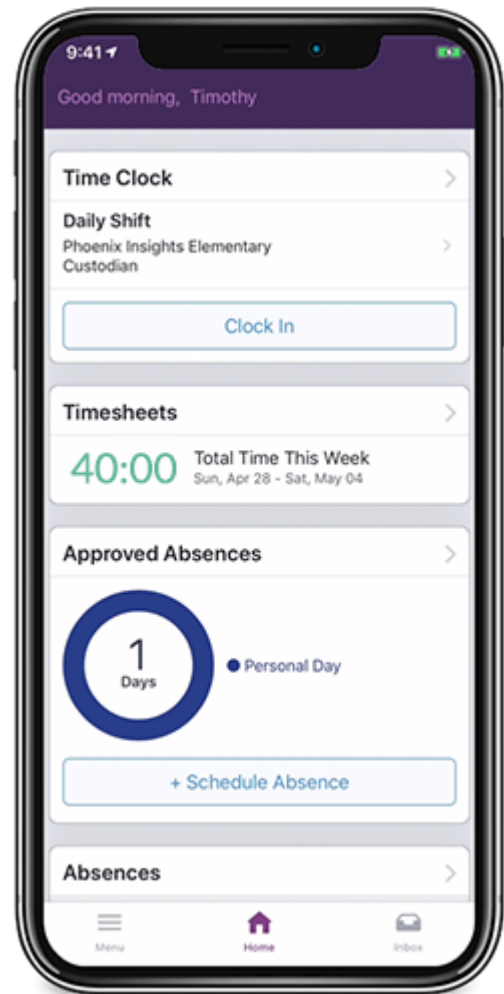 9:41
Good morning, Timothy
Time Clock
Daily Shift
Phoenix Insights Elementary
Custodian
Clock In
Timesheets
40:00
Total Time This Week
Sun, Apr 28 - Sat, May 04
Approved Absences
1
Days
Personal Day
+ Schedule Absence
Absences
Menu
Home
Inbox